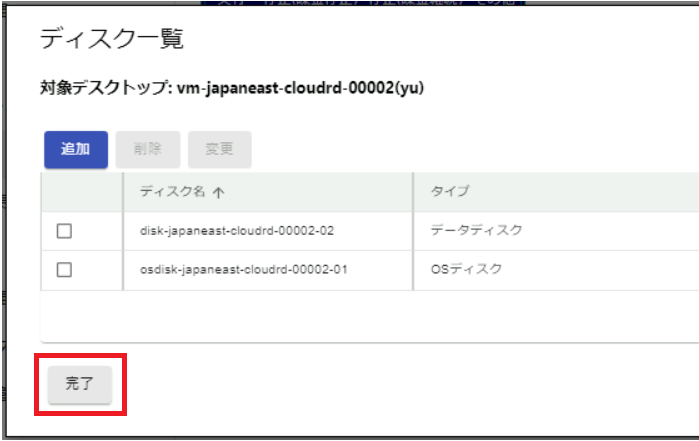 ディスク一覧
対象デスクトップ: vm-japaneast-cloudrd-00002(yu)
追加 削除 変更
ディスク名 ↑ タイプ
disk-japaneast-cloudrd-00002-02 データディスク
osdisk-japaneast-cloudrd-00002-01 OSディスク
完了